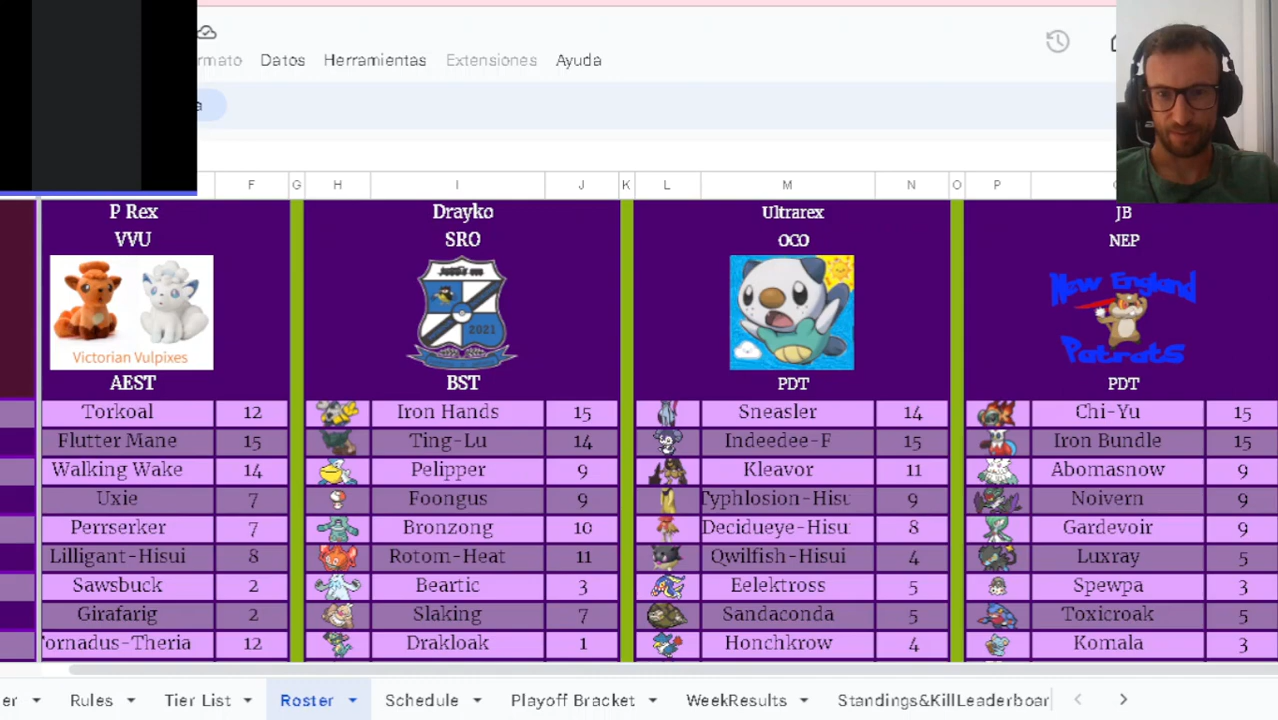 rmato Datos Herramientas Extensiones Ayuda
a
F G H I J K L M N O P
P Rex Drayko Ultrarex JB
VVU SRO OCO NEP
Victorian Vulpixes
2021
New England
Patrats
AEST BST PDT PDT
Torkoal 12 Iron Hands 15 Sneasler 14 Chi-Yu 15
Flutter Mane 15 Ting-Lu 14 Indeedee-F 15 Iron Bundle 15
Walking Wake 14 Pelipper 9 Kleavor 11 Abomasnow 9
Uxie 7 Foongus 9 Typhlosion-Hisu 9 Noivern 9
Perrserker 7 Bronzong 10 Decidueye-Hisu 8 Gardevoir 9
Lilligant-Hisui 8 Rotom-Heat 11 Qwilfish-Hisui 4 Luxray 5
Sawsbuck 2 Beartic 3 Eelektross 5 Spewpa 3
Girafarig 2 Slaking 7 Sandaconda 5 Toxicroak 5
ornadus-Theria 12 Drakloak 1 Honchkrow 4 Komala 3
er Rules Tier List Roster Schedule Playoff Bracket WeekResults Standings&KillLeaderboar